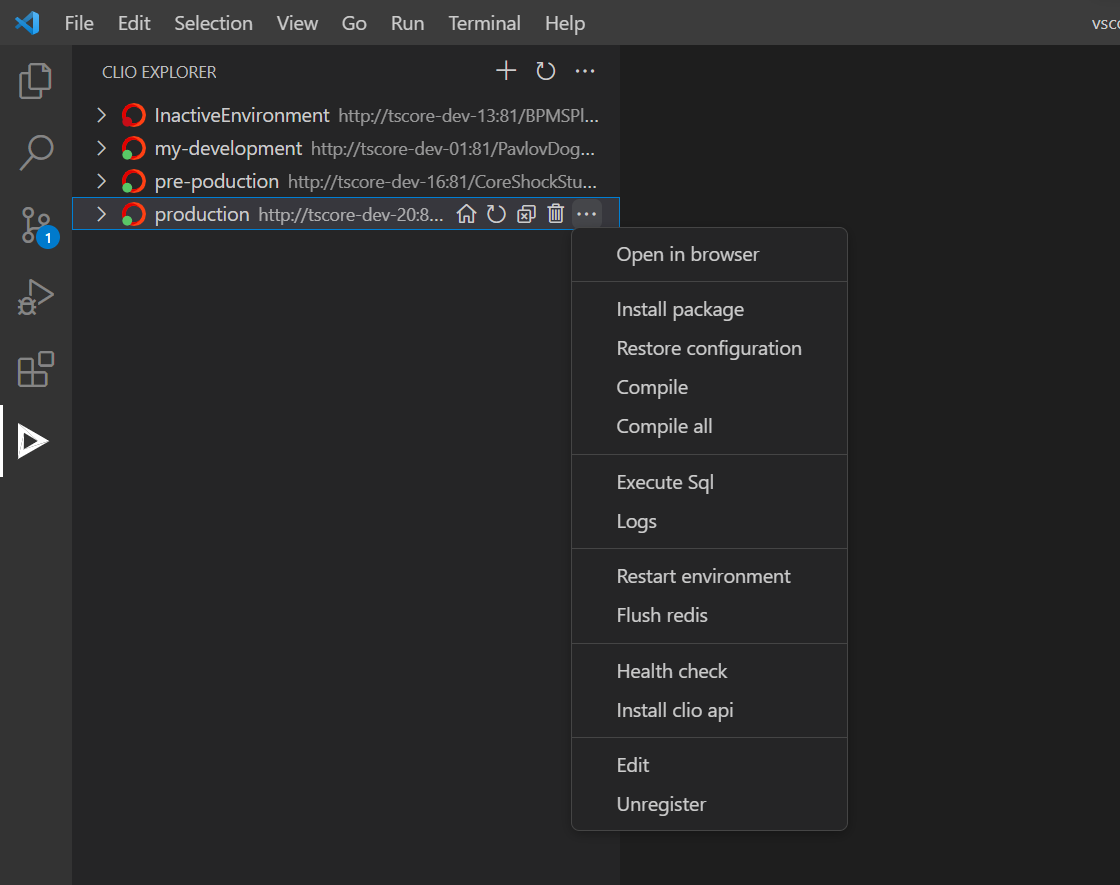 File Edit Selection View Go Run Terminal Help vsco
CLIO EXPLORER
InactiveEnvironment http://tscore-dev-13:81/BPMSPl...
my-development http://tscore-dev-01:81/PavlovDog...
pre-poduction http://tscore-dev-16:81/CoreShockStu...
production http://tscore-dev-20:8...
1
Open in browser
Install package
Restore configuration
Compile
Compile all
Execute Sql
Logs
Restart environment
Flush redis
Health check
Install clio api
Edit
Unregister